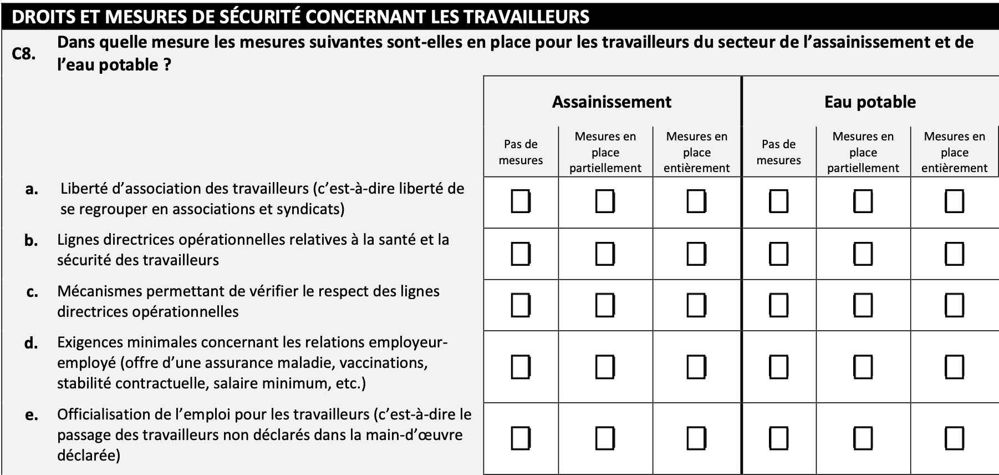 DROITS ET MESURES DE SÉCURITÉ CONCERNANT LES TRAVAILLEURS
C8. Dans quelle mesure les mesures suivantes sont-elles en place pour les travailleurs du secteur de l’assainissement et de
l’eau potable ?
Assainissement Eau potable
Pas de mesures Mesures en place partiellement Mesures en place entièrement Pas de mesures Mesures en place partiellement Mesures en place entièrement
a. Liberté d’association des travailleurs (c’est-à-dire liberté de
se regrouper en associations et syndicats)
b. Lignes directrices opérationnelles relatives à la santé et la
sécurité des travailleurs
c. Mécanismes permettant de vérifier le respect des lignes
directrices opérationnelles
d. Exigences minimales concernant les relations employeur-
employé (offre d’une assurance maladie, vaccinations,
stabilité contractuelle, salaire minimum, etc.)
e. Officialisation de l’emploi pour les travailleurs (c’est-à-dire le
passage des travailleurs non déclarés dans la main-d’œuvre
déclarée)